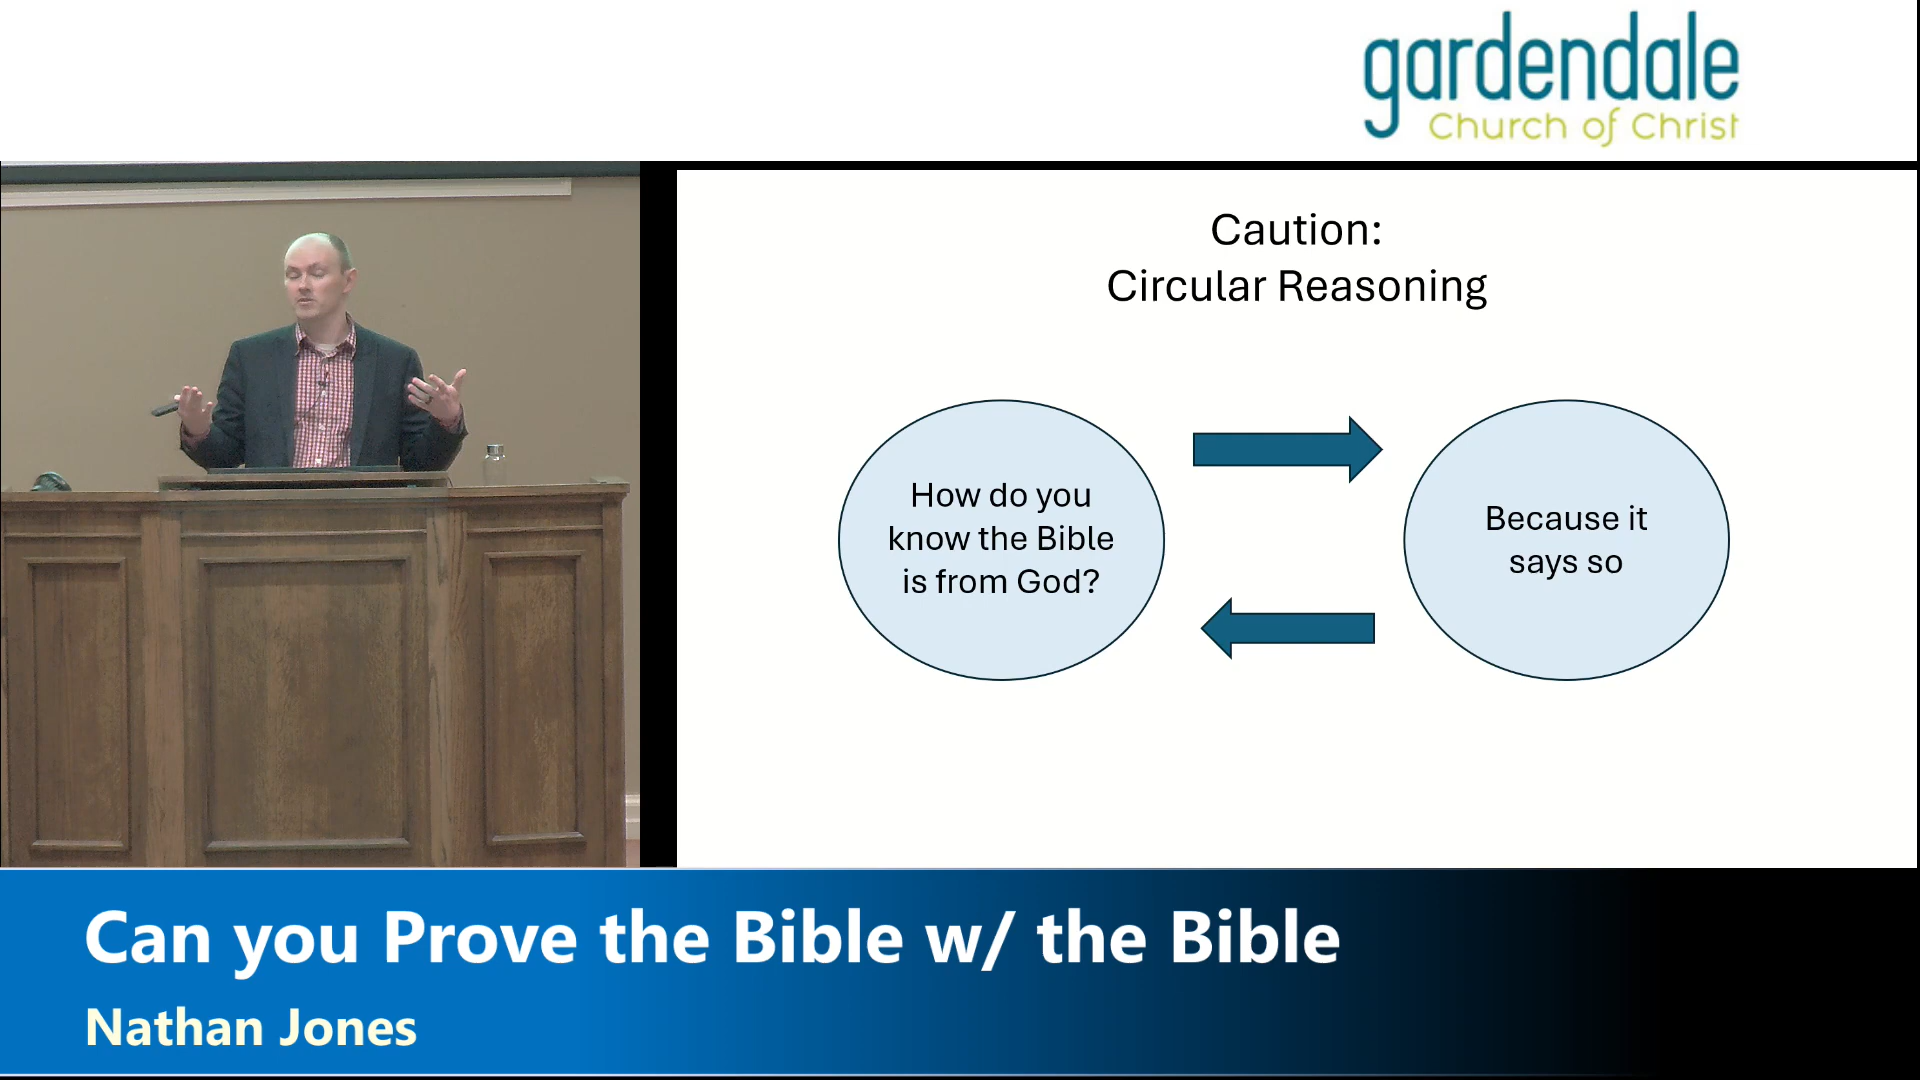 gardendale
Church of Christ
Caution:
Circular Reasoning
How do you
know the Bible
is from God?
Because it
says so
Can you Prove the Bible w/ the Bible
Nathan Jones